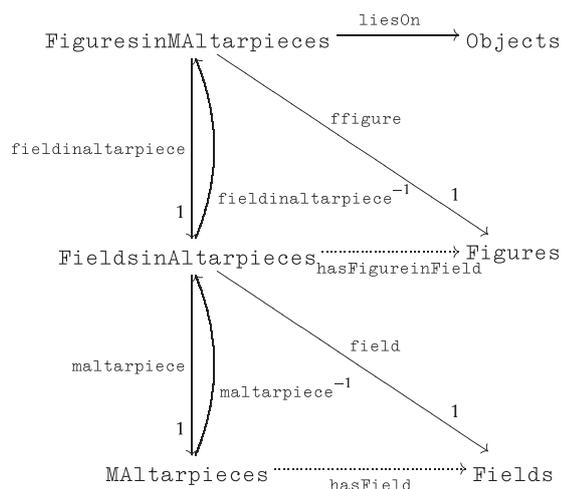 liesOn
FiguresinMAltarpieces Objects
ffigure
fieldinaltarpiece
fieldinaltarpiece⁻¹ 1
1
FieldsinAltarpieces Figures
hasFigureinField
field
maltarpiece
maltarpiece⁻¹
1 1
MAltarpieces Fields
hasField